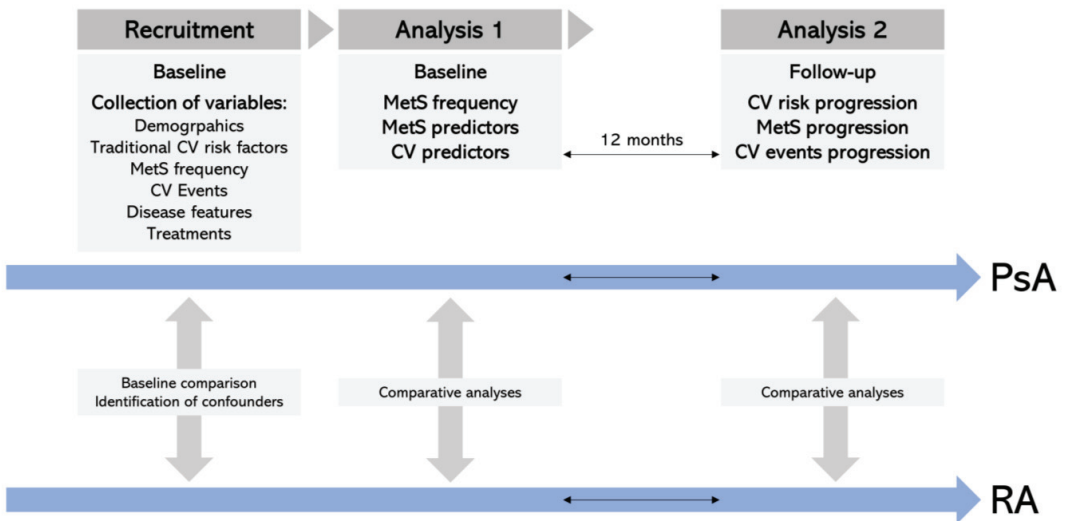 Recruitment
Baseline
Collection of variables:
Demogrpahics
Traditional CV risk factors
MetS frequency
CV Events
Disease features
Treatments
Analysis 1
Baseline
MetS frequency
MetS predictors
CV predictors
12 months
Analysis 2
Follow-up
CV risk progression
MetS progression
CV events progression
PsA
Baseline comparison
Identification of confounders
Comparative analyses
Comparative analyses
RA